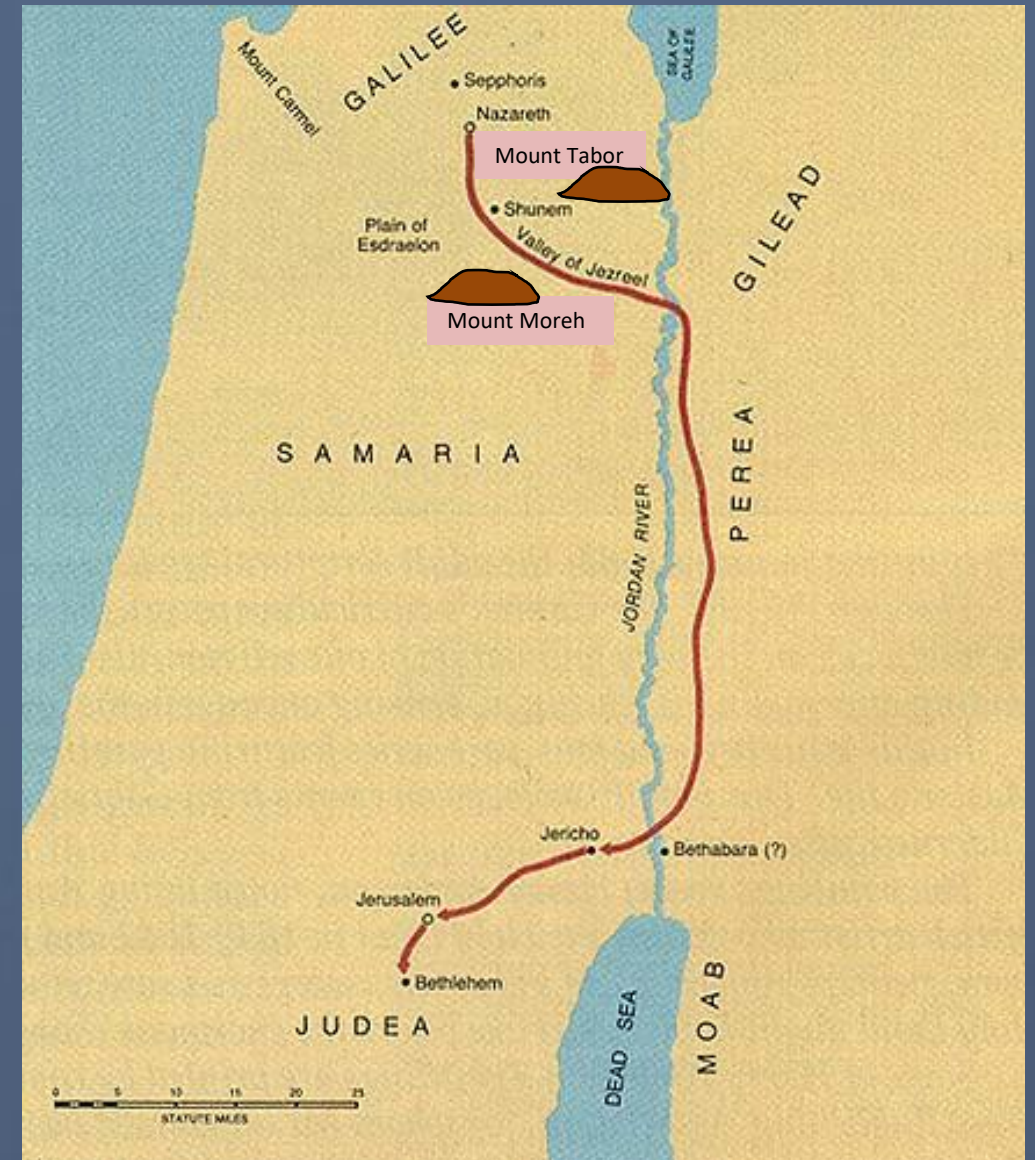 SEA OF
GALILEE
GALILEE
Mount Carmel
Sepphoris
Nazareth
Mount Tabor
Shunem
Plain of
Esdraelon
Valley of Jezreel
GILEAD
Mount Moreh
SAMARIA
PEREA
JORDAN RIVER
Jericho
Bethabara (?)
Jerusalem
Bethlehem
JUDEA
DEAD SEA
MOAB
0 5 10 15 20 25
STATUTE MILES